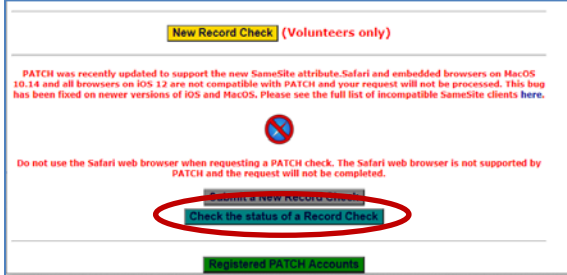 New Record Check (Volunteers only)
PATCH was recently updated to support the new SameSite attribute.Safari and embedded browsers on MacOS
10.14 and all browsers on iOS 12 are not compatible with PATCH and your request will not be processed. This bug
has been fixed on newer versions of iOS and MacOS. Please see the full list of incompatible SameSite clients here.
Do not use the Safari web browser when requesting a PATCH check. The Safari web browser is not supported by
PATCH and the request will not be completed.
Submit a New Record Check
Check the status of a Record Check
Registered PATCH Accounts